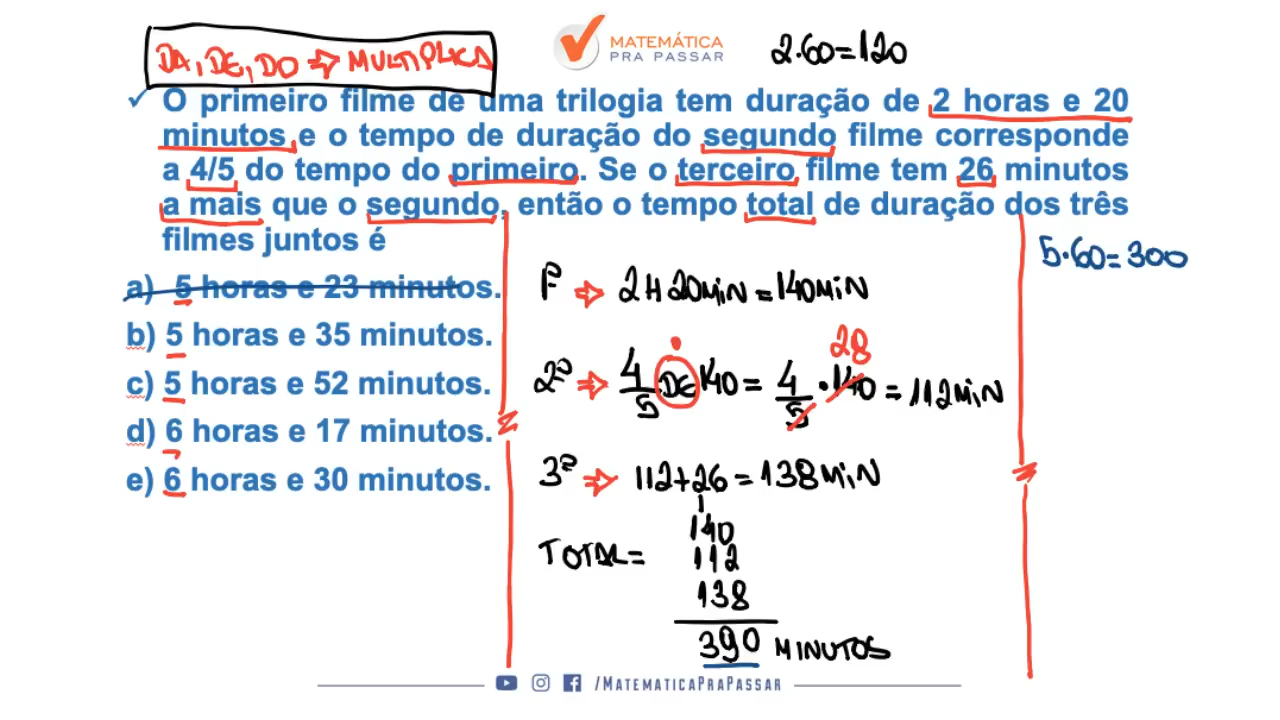 DA, DE, DO ⇒ MULTIPLICA
MATEMÁTICA
PRA PASSAR
2·60=120
✓ O primeiro filme de uma trilogia tem duração de 2 horas e 20
minutos e o tempo de duração do segundo filme corresponde
a 4/5 do tempo do primeiro. Se o terceiro filme tem 26 minutos
a mais que o segundo, então o tempo total de duração dos três
filmes juntos é
a) 5 horas e 23 minutos.
b) 5 horas e 35 minutos.
c) 5 horas e 52 minutos.
d) 6 horas e 17 minutos.
e) 6 horas e 30 minutos.
5·60=300
1º ⇒ 2H20MIN=140MIN
28
2º ⇒ 4/5 DE 140 = 4/5 · 140 = 112MIN
3º ⇒ 112+26=138MIN
1
140
TOTAL= 112
138
390 MINUTOS
/MATEMATICAPRAPASSAR